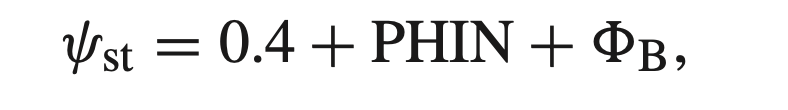 ψst = 0.4 + PHIN + ΦB,